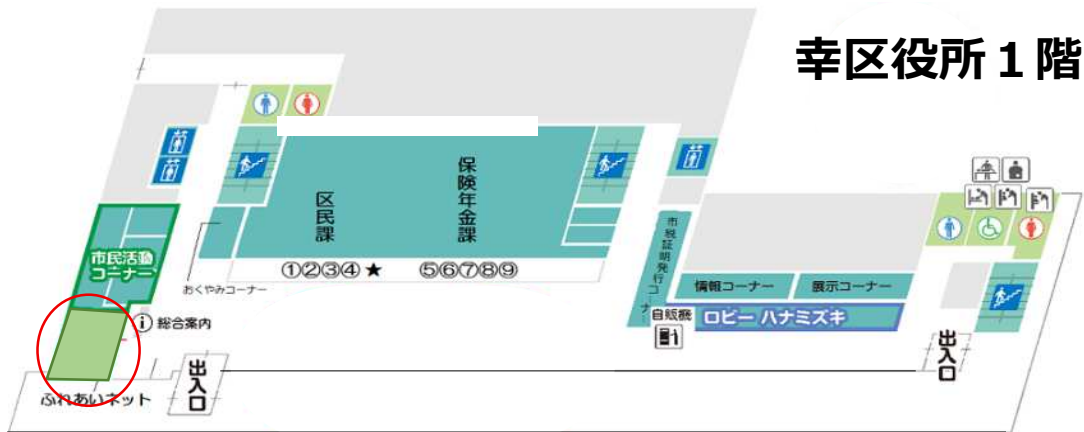 幸区役所１階
保険年金課
区民課
①②③④★
⑤⑥⑦⑧⑨
おくやみコーナー
市民活動
コーナー
総合案内
ふれあいネット
出入口
市税証明発行コーナー
自販機
情報コーナー
展示コーナー
ロビー ハナミズキ
出入口